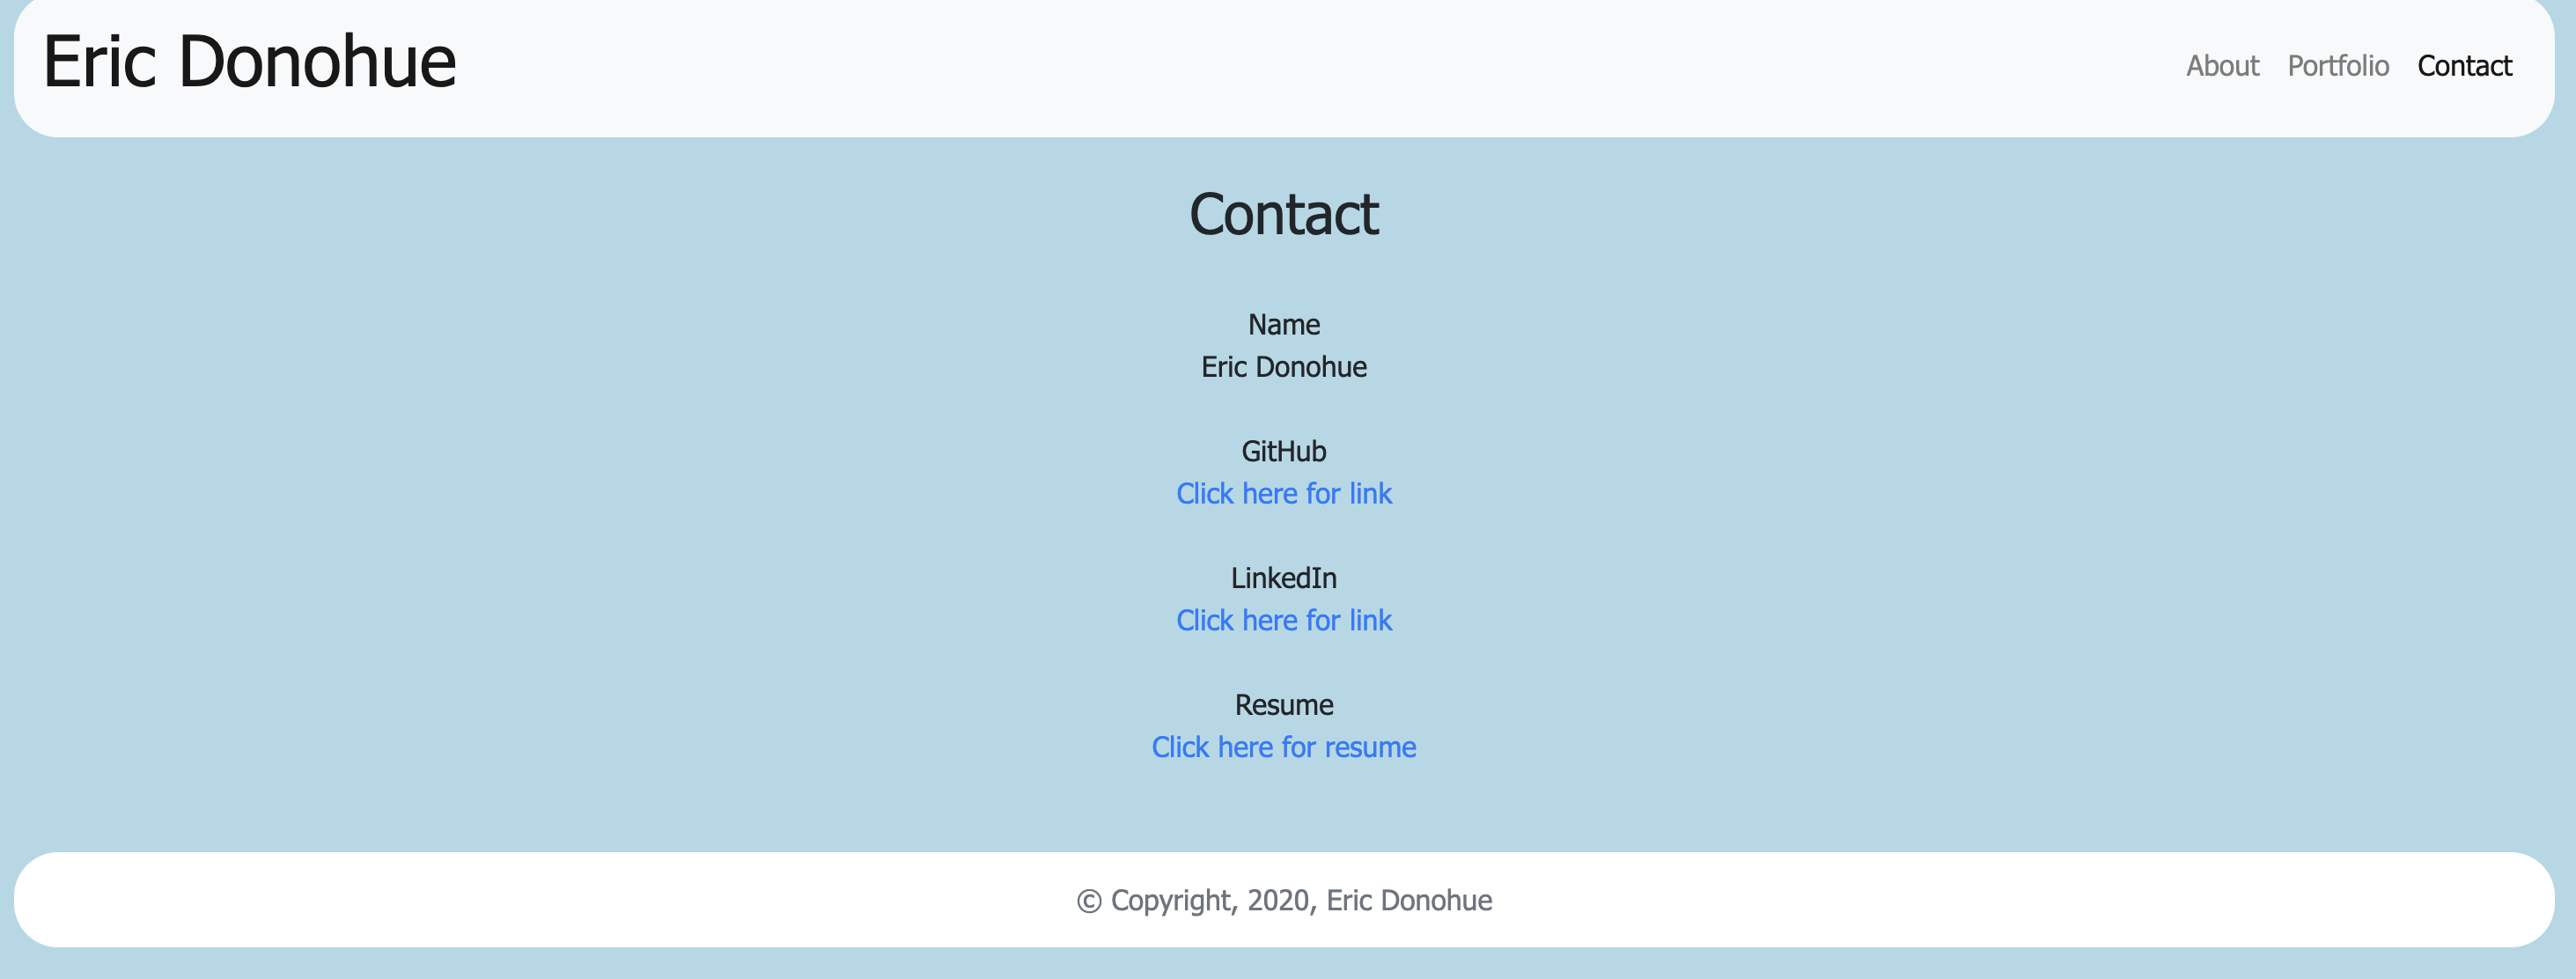 Eric Donohue
About Portfolio Contact
Contact
Name
Eric Donohue
GitHub
Click here for link
LinkedIn
Click here for link
Resume
Click here for resume
© Copyright, 2020, Eric Donohue